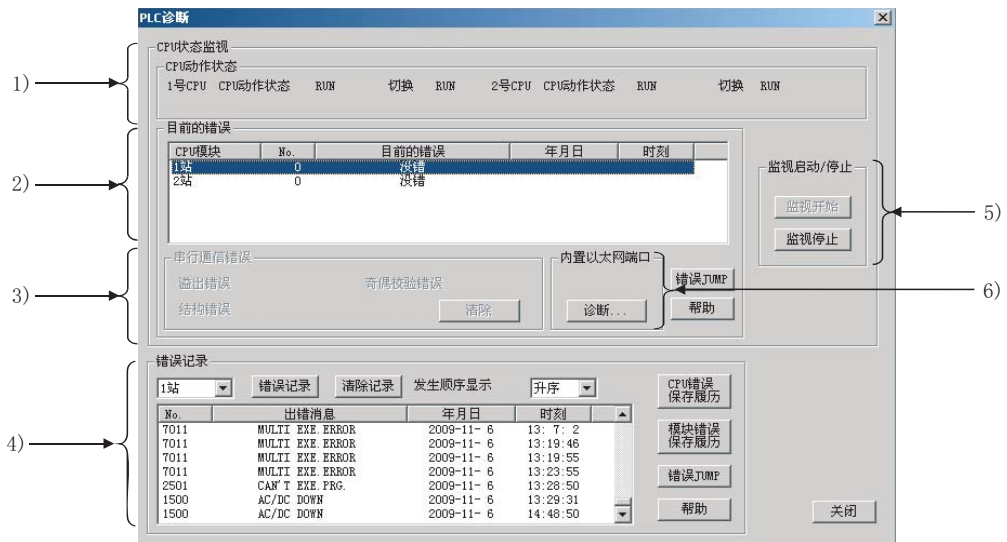 PLC诊断
CPU状态监视
CPU动作状态
1号CPU CPU动作状态 RUN 切换 RUN 2号CPU CPU动作状态 RUN 切换 RUN
1)
目前的错误
CPU模块 No. 目前的错误 年月日 时刻
1站 0 没错
2站 0 没错
2)
监视启动/停止
监视开始
监视停止
5)
串行通信错误
溢出错误 奇偶校验错误
结构错误 清除
3)
内置以太网端口
诊断...
错误JUMP
帮助
6)
错误记录
1站 错误记录 清除记录 发生顺序显示 升序
No. 出错消息 年月日 时刻
7011 MULTI EXE.ERROR 2009-11- 6 13: 7: 2
7011 MULTI EXE.ERROR 2009-11- 6 13:19:46
7011 MULTI EXE.ERROR 2009-11- 6 13:19:55
7011 MULTI EXE.ERROR 2009-11- 6 13:23:55
2501 CAN'T EXE.PRG. 2009-11- 6 13:28:50
1500 AC/DC DOWN 2009-11- 6 13:29:31
1500 AC/DC DOWN 2009-11- 6 14:48:50
4)
CPU错误
保存履历
模块错误
保存履历
错误JUMP
帮助
关闭